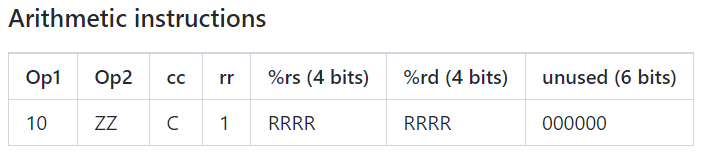 Arithmetic instructions
Op1 Op2 cc rr %rs (4 bits) %rd (4 bits) unused (6 bits)
10 ZZ C 1 RRRR RRRR 000000